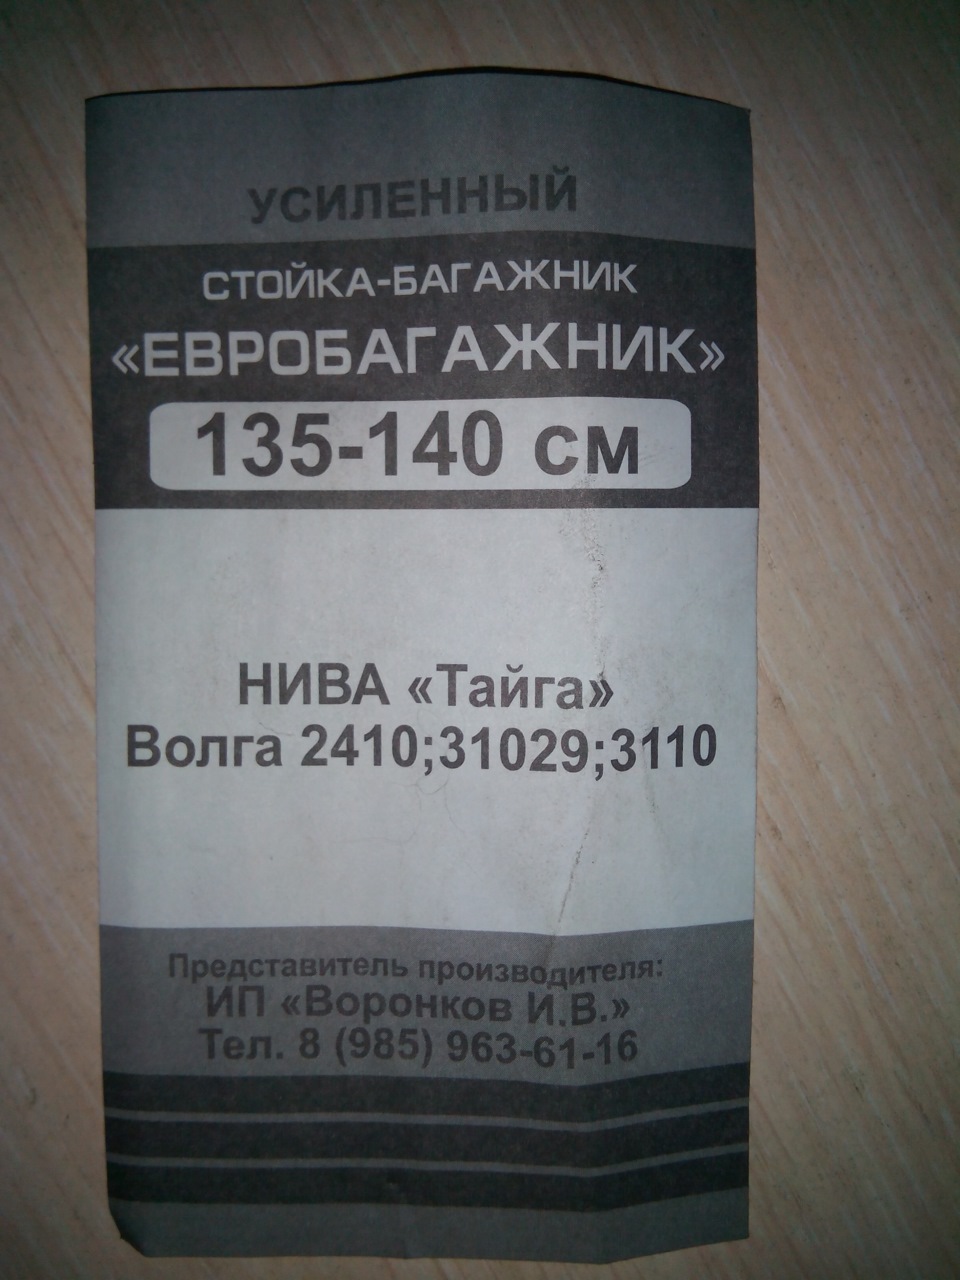 УСИЛЕННЫЙ
СТОЙКА-БАГАЖНИК
«ЕВРОБАГАЖНИК»
135-140 см
НИВА «Тайга»
Волга 2410;31029;3110
Представитель производителя:
ИП «Воронков И.В.»
Тел. 8 (985) 963-61-16